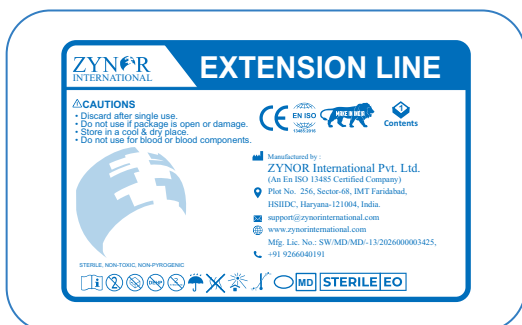 ZYNOR
INTERNATIONAL
EXTENSION LINE
CAUTIONS
• Discard after single use.
• Do not use if package is open or damage.
• Store in a cool & dry place.
• Do not use for blood or blood components.
CE
EN ISO
13485:2016
MAKE IN INDIA
1
Contents
Manufactured by :
ZYNOR International Pvt. Ltd.
(An En ISO 13485 Certified Company)
Plot No. 256, Sector-68, IMT Faridabad,
HSIIDC, Haryana-121004, India.
support@zynorinternational.com
www.zynorinternational.com
Mfg. Lic. No.: SW/MD/MD/-13/2026000003425,
+91 9266040191
STERILE, NON-TOXIC, NON-PYROGENIC
DEHP
MD
STERILE EO